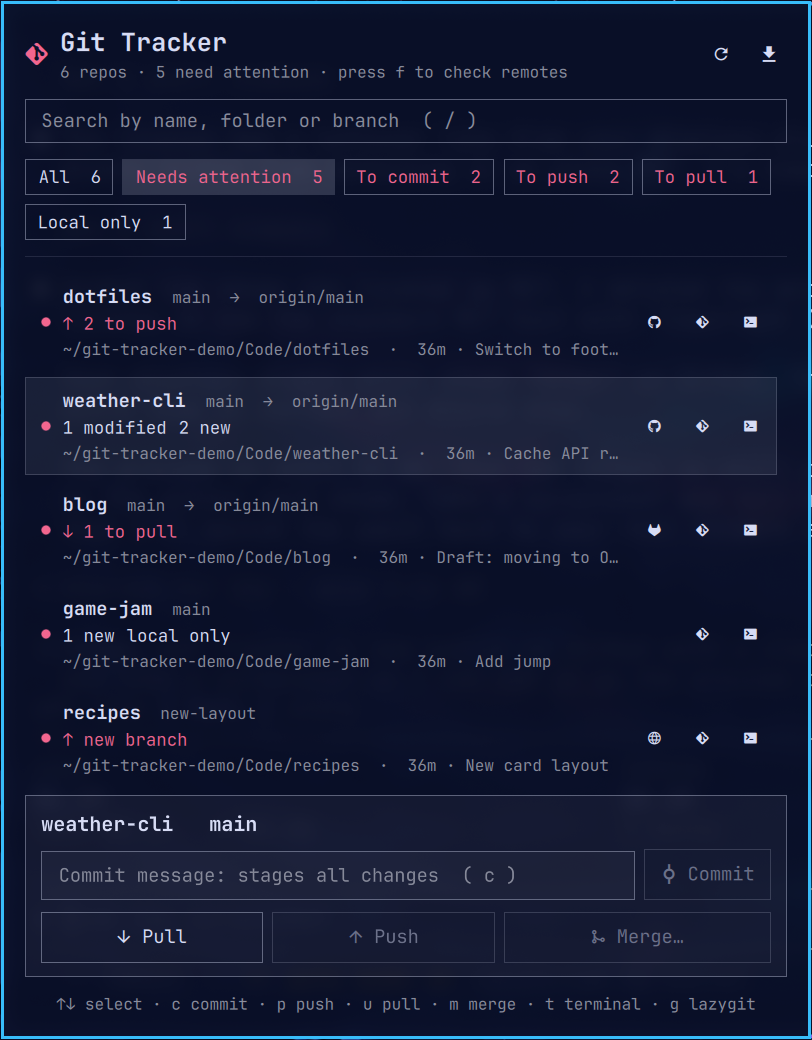 Git Tracker
6 repos · 5 need attention · press f to check remotes
Search by name, folder or branch  ( / )
All  6  Needs attention  5  To commit  2  To push  2  To pull  1
Local only  1
dotfiles  main  →  origin/main
↑ 2 to push
~/git-tracker-demo/Code/dotfiles  ·  36m · Switch to foot…
weather-cli  main  →  origin/main
1 modified 2 new
~/git-tracker-demo/Code/weather-cli  ·  36m · Cache API r…
blog  main  →  origin/main
↓ 1 to pull
~/git-tracker-demo/Code/blog  ·  36m · Draft: moving to O…
game-jam  main
1 new local only
~/git-tracker-demo/Code/game-jam  ·  36m · Add jump
recipes  new-layout
↑ new branch
~/git-tracker-demo/Code/recipes  ·  36m · New card layout
weather-cli  main
Commit message: stages all changes  ( c )  Commit
↓ Pull  ↑ Push  Merge…
↑↓ select · c commit · p push · u pull · m merge · t terminal · g lazygit